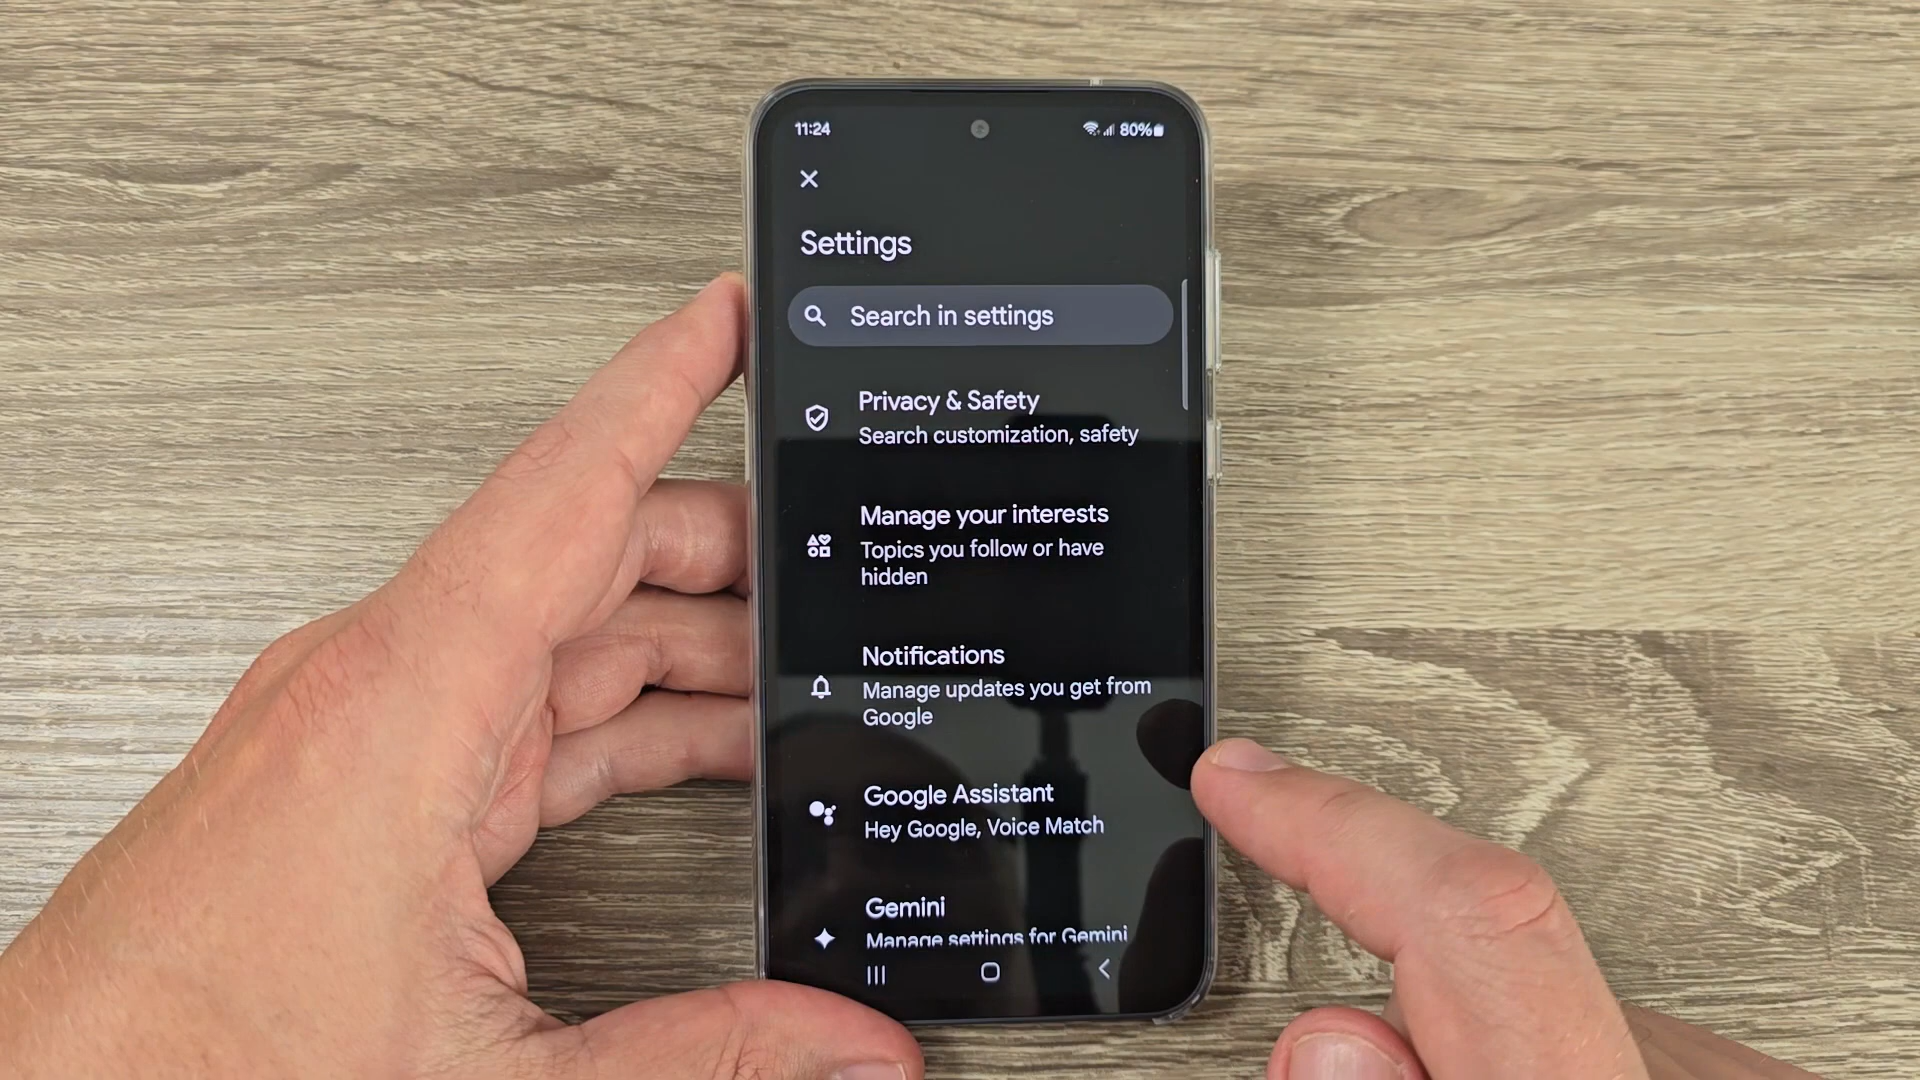 11:24
80%
Settings
Search in settings
Privacy & Safety
Search customization, safety
Manage your interests
Topics you follow or have
hidden
Notifications
Manage updates you get from
Google
Google Assistant
Hey Google, Voice Match
Gemini
Manage settings for Gemini